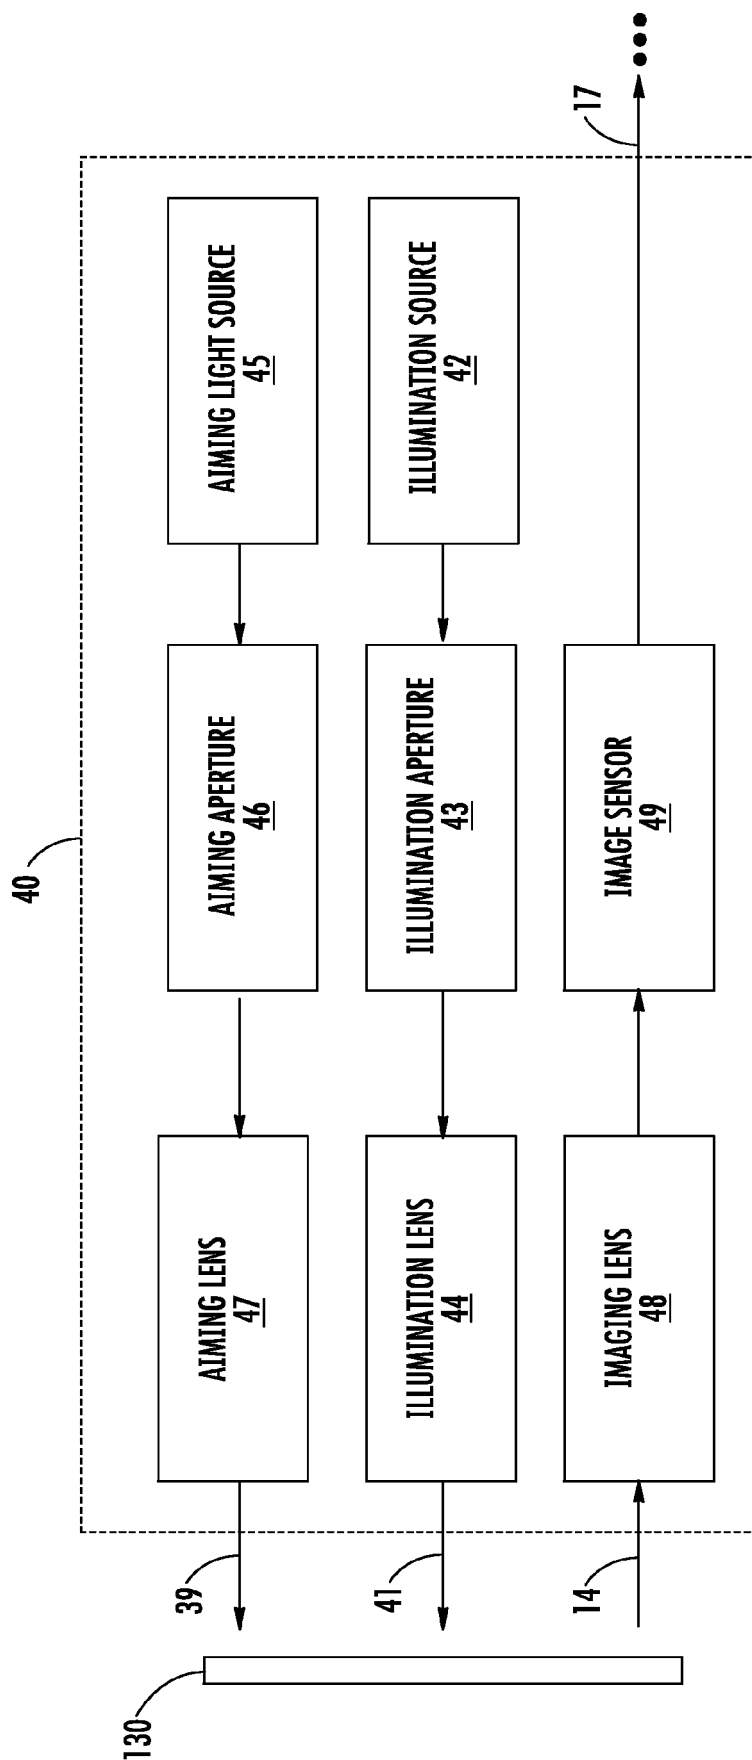 40
AIMING LENS
47
AIMING APERTURE
46
AIMING LIGHT SOURCE
45
39
ILLUMINATION LENS
44
ILLUMINATION APERTURE
43
ILLUMINATION SOURCE
42
41
IMAGING LENS
48
IMAGE SENSOR
49
14
17
130